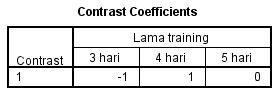 Contrast Coefficients
Lama training
Contrast 3 hari 4 hari 5 hari
1 -1 1 0